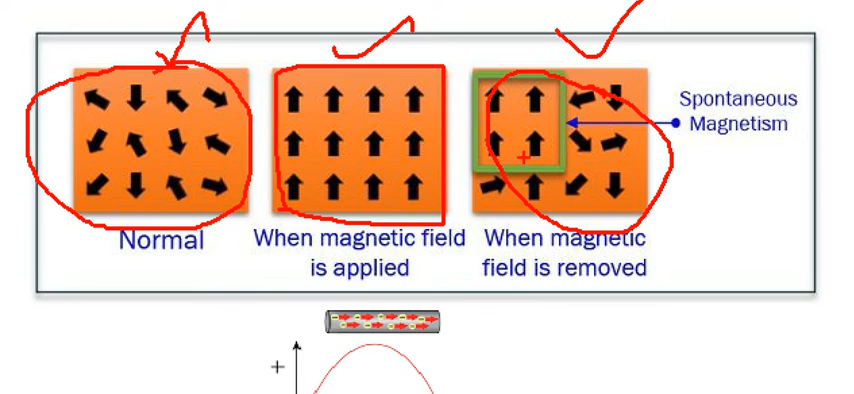 Spontaneous
Magnetism
Normal
When magnetic field
is applied
When magnetic
field is removed
+